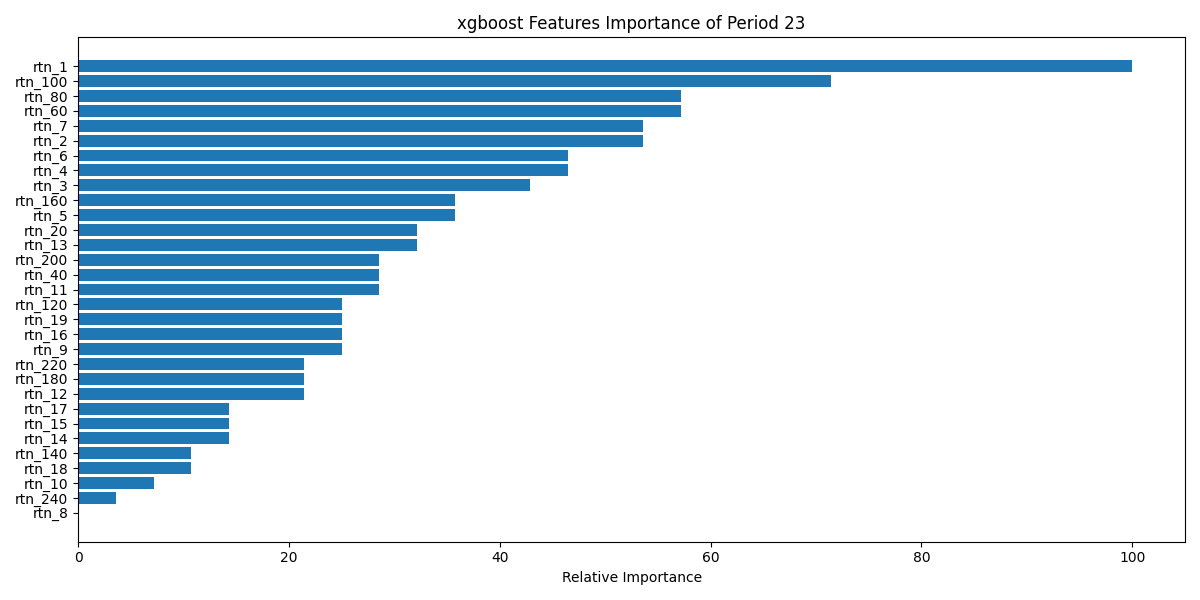 xgboost Features Importance of Period 23
rtn_1
rtn_100
rtn_80
rtn_60
rtn_7
rtn_2
rtn_6
rtn_4
rtn_3
rtn_160
rtn_5
rtn_20
rtn_13
rtn_200
rtn_40
rtn_11
rtn_120
rtn_19
rtn_16
rtn_9
rtn_220
rtn_180
rtn_12
rtn_17
rtn_15
rtn_14
rtn_140
rtn_18
rtn_10
rtn_240
rtn_8
0 20 40 60 80 100
Relative Importance